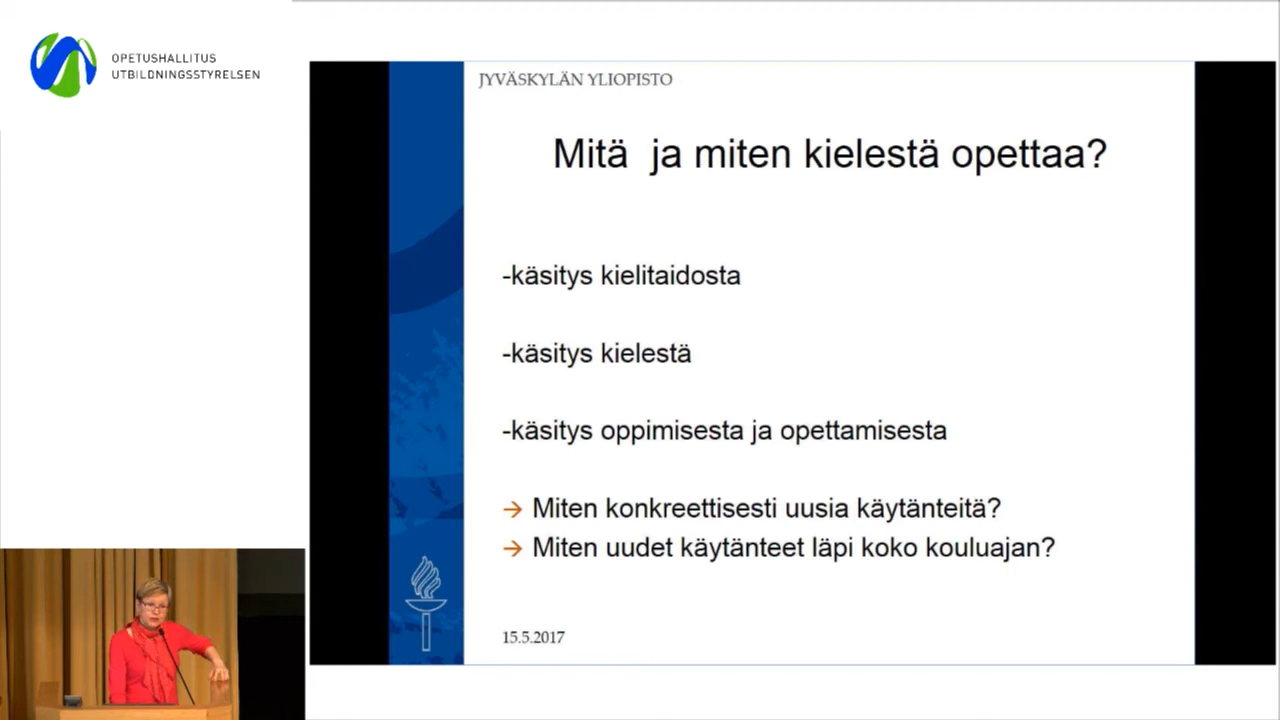 OPETUSHALLITUS
UTBILDNINGSSTYRELSEN
JYVÄSKYLÄN YLIOPISTO
Mitä ja miten kielestä opettaa?
-käsitys kielitaidosta
-käsitys kielestä
-käsitys oppimisesta ja opettamisesta
→ Miten konkreettisesti uusia käytänteitä?
→ Miten uudet käytänteet läpi koko kouluajan?
15.5.2017